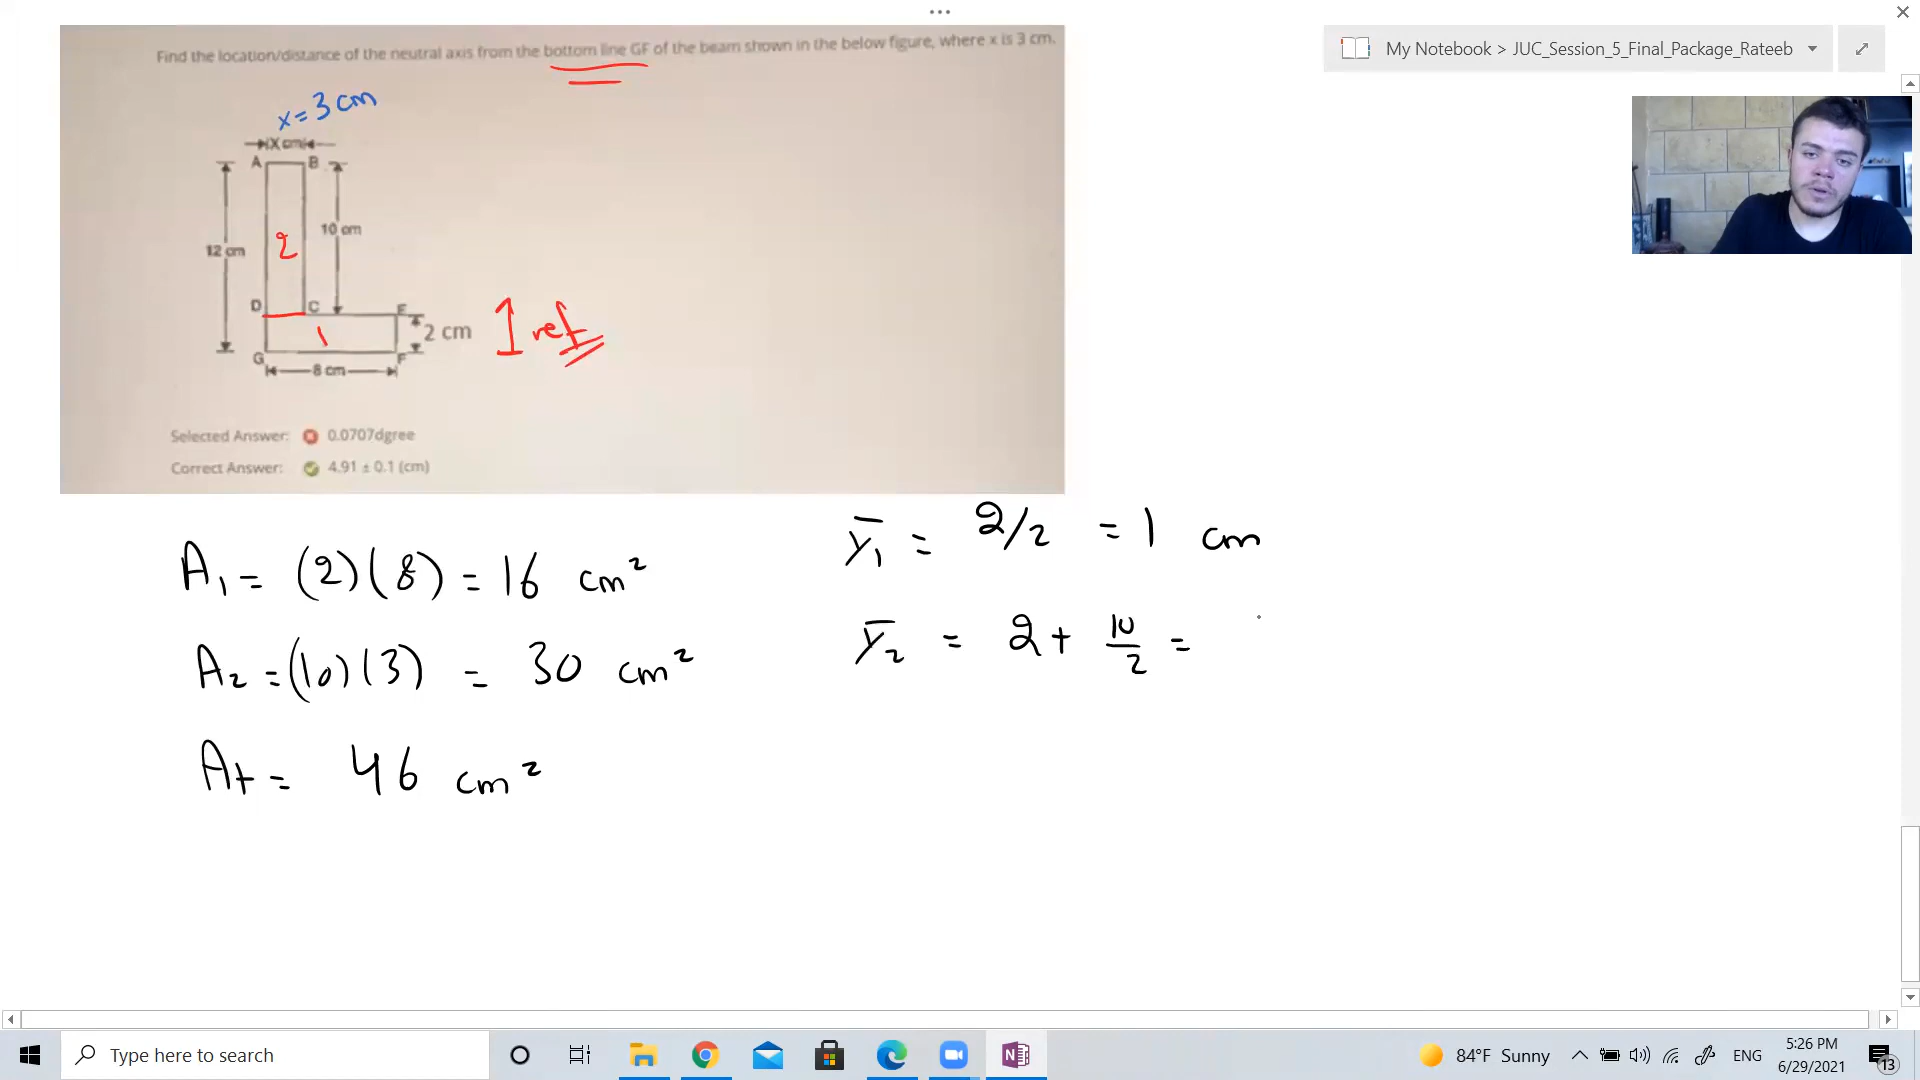 My Notebook > JUC_Session_5_Final_Package_Rateeb
Find the location/distance of the neutral axis from the bottom line GF of the beam shown in the below figure, where x is 3 cm.
x = 3 cm
X cm
A B
10 cm
12 cm
2
D C E
1
2 cm
ref
G F
8 cm
Selected Answer: 0.0707dgree
Correct Answer: 4.91 ± 0.1 (cm)
A₁ = (2)(8) = 16 cm²
A₂ = (10)(3) = 30 cm²
At = 46 cm²
ȳ₁ = 2/2 = 1 cm
ȳ₂ = 2 + 10/2 =
Type here to search
84°F Sunny
ENG
5:26 PM
6/29/2021
13